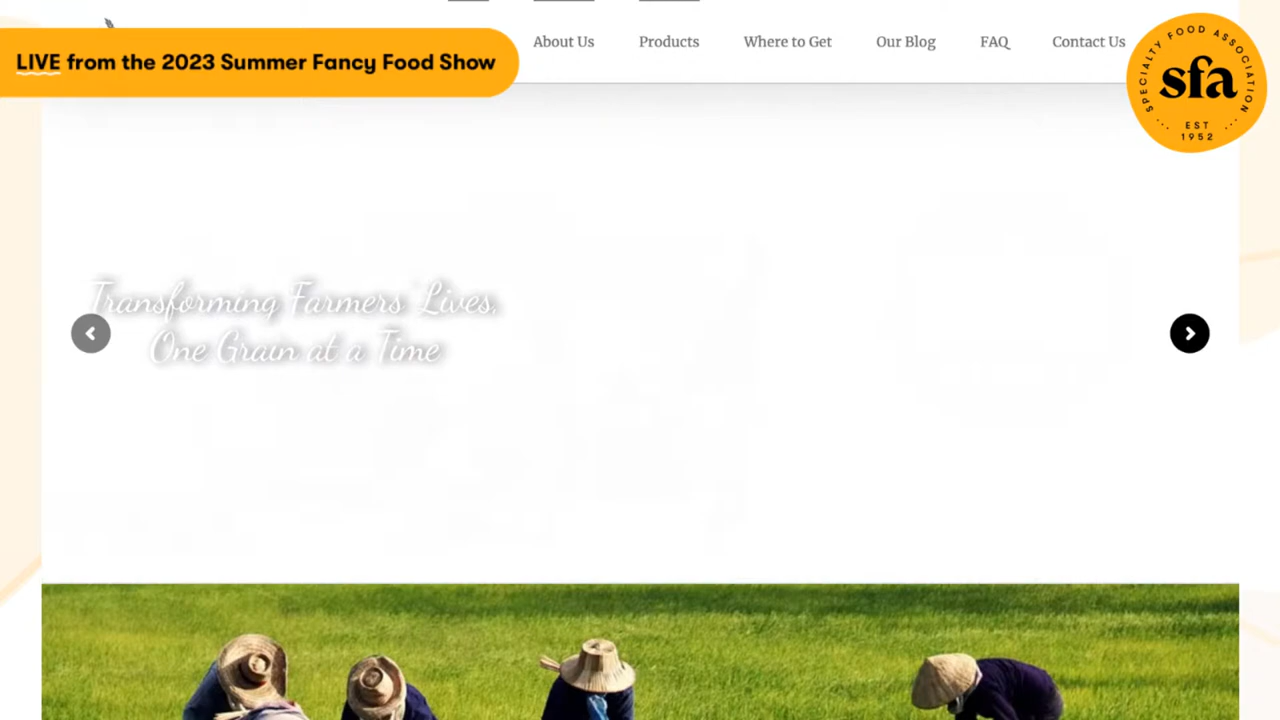 LIVE from the 2023 Summer Fancy Food Show
About Us
Products
Where to Get
Our Blog
FAQ
Contact Us
SPECIALTY FOOD ASSOCIATION
sfa
EST
1952
Transforming Farmers' Lives,
One Grain at a Time